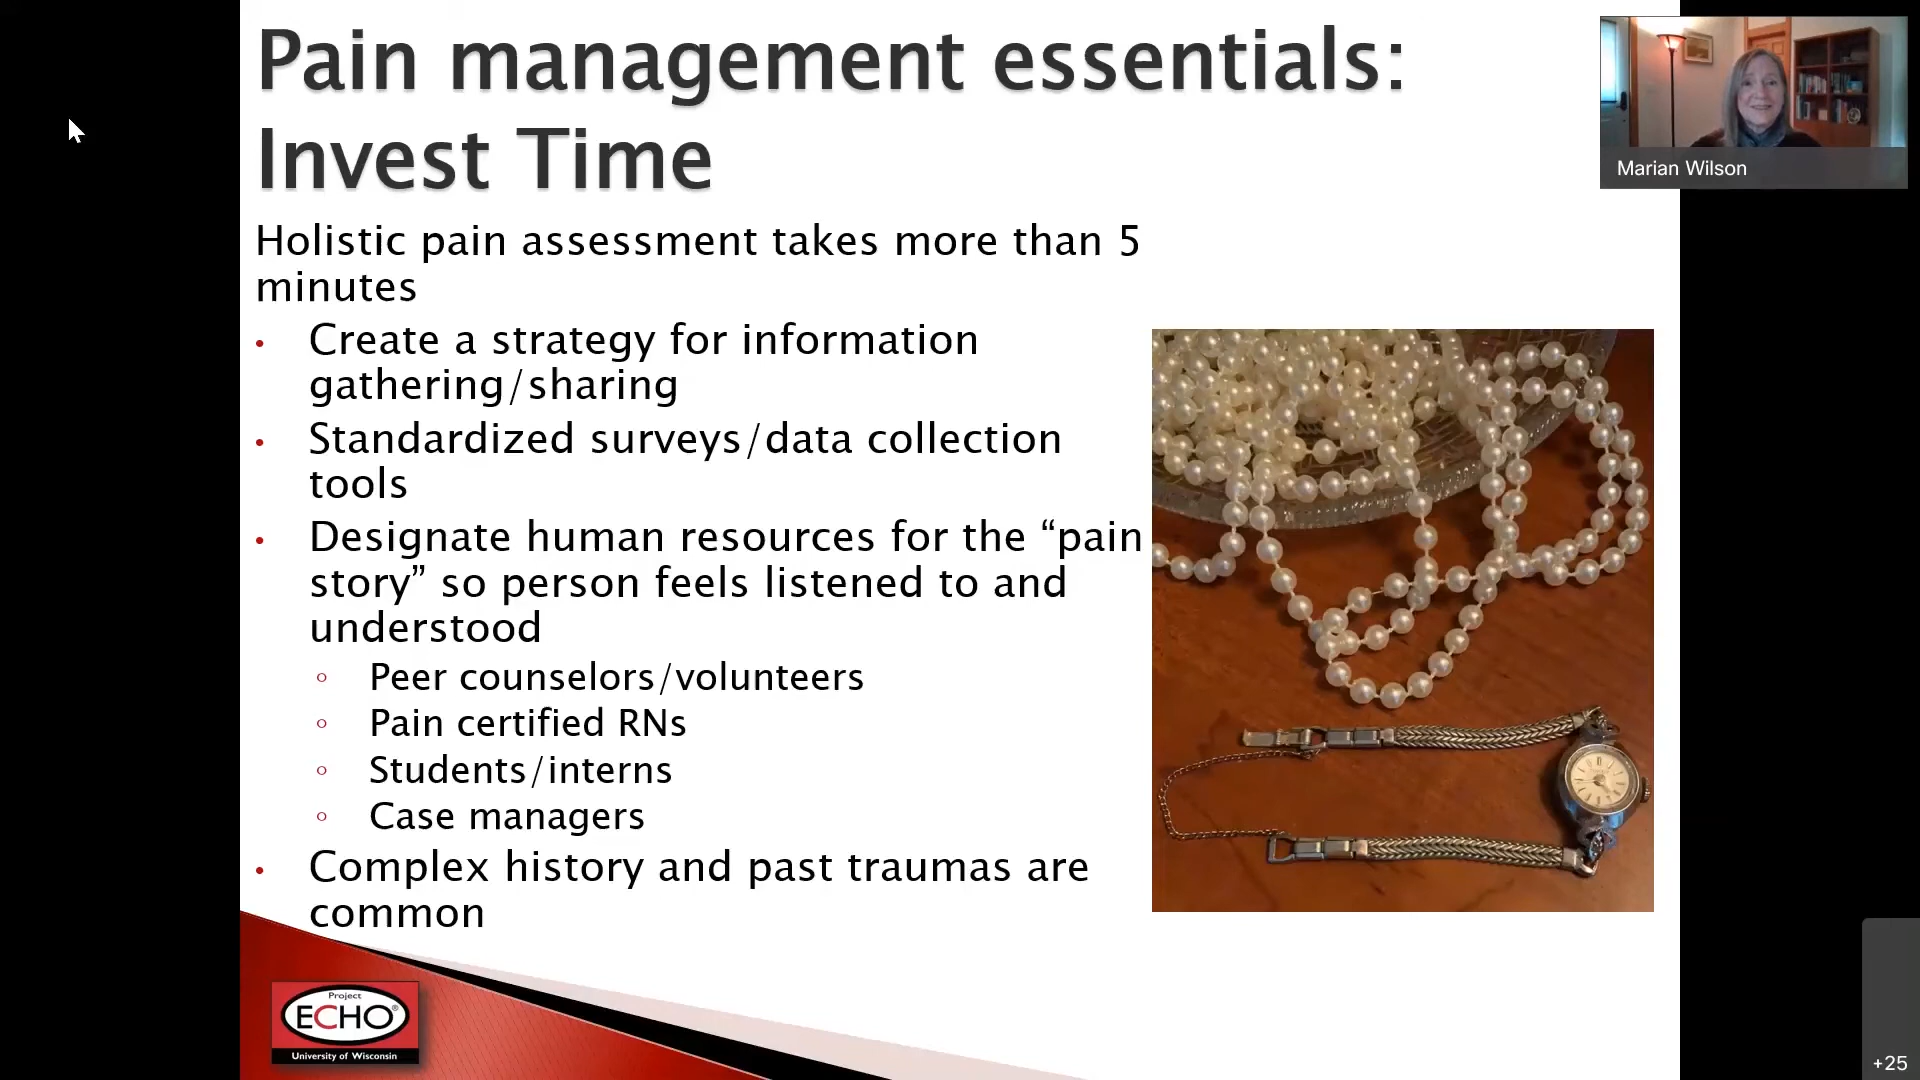 Pain management essentials:
Invest Time
Marian Wilson
Holistic pain assessment takes more than 5
minutes
• Create a strategy for information
gathering/sharing
• Standardized surveys/data collection
tools
• Designate human resources for the “pain
story” so person feels listened to and
understood
◦ Peer counselors/volunteers
◦ Pain certified RNs
◦ Students/interns
◦ Case managers
• Complex history and past traumas are
common
Project
ECHO®
University of Wisconsin
+25